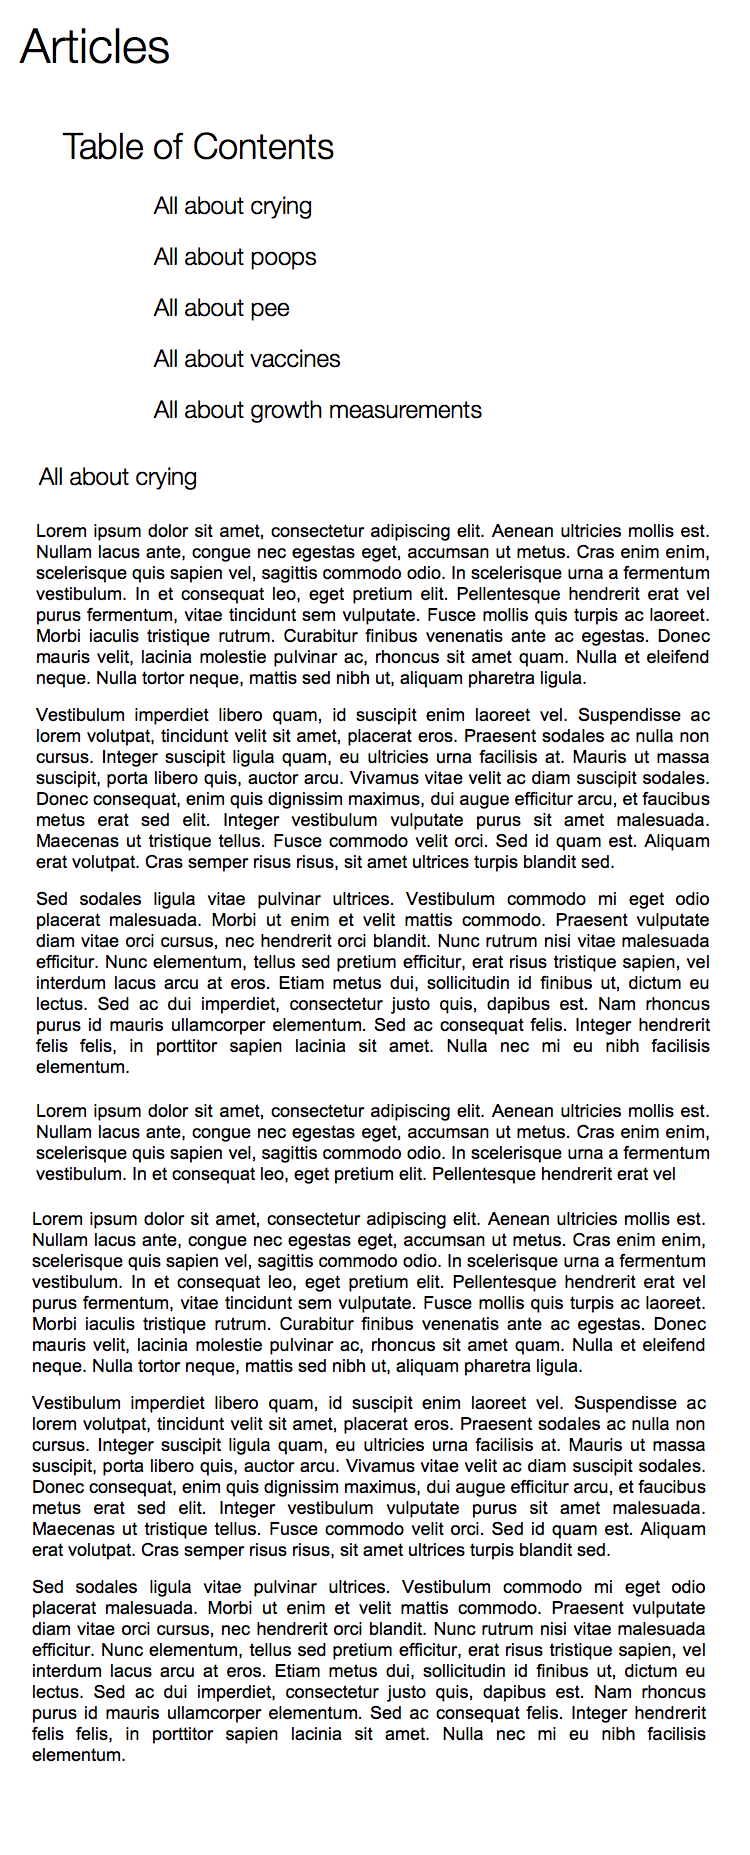 Articles
Table of Contents
All about crying
All about poops
All about pee
All about vaccines
All about growth measurements
All about crying
Lorem ipsum dolor sit amet, consectetur adipiscing elit. Aenean ultricies mollis est.
Nullam lacus ante, congue nec egestas eget, accumsan ut metus. Cras enim enim,
scelerisque quis sapien vel, sagittis commodo odio. In scelerisque urna a fermentum
vestibulum. In et consequat leo, eget pretium elit. Pellentesque hendrerit erat vel
purus fermentum, vitae tincidunt sem vulputate. Fusce mollis quis turpis ac laoreet.
Morbi iaculis tristique rutrum. Curabitur finibus venenatis ante ac egestas. Donec
mauris velit, lacinia molestie pulvinar ac, rhoncus sit amet quam. Nulla et eleifend
neque. Nulla tortor neque, mattis sed nibh ut, aliquam pharetra ligula.
Vestibulum imperdiet libero quam, id suscipit enim laoreet vel. Suspendisse ac
lorem volutpat, tincidunt velit sit amet, placerat eros. Praesent sodales ac nulla non
cursus. Integer suscipit ligula quam, eu ultricies urna facilisis at. Mauris ut massa
suscipit, porta libero quis, auctor arcu. Vivamus vitae velit ac diam suscipit sodales.
Donec consequat, enim quis dignissim maximus, dui augue efficitur arcu, et faucibus
metus erat sed elit. Integer vestibulum vulputate purus sit amet malesuada.
Maecenas ut tristique tellus. Fusce commodo velit orci. Sed id quam est. Aliquam
erat volutpat. Cras semper risus risus, sit amet ultrices turpis blandit sed.
Sed sodales ligula vitae pulvinar ultrices. Vestibulum commodo mi eget odio
placerat malesuada. Morbi ut enim et velit mattis commodo. Praesent vulputate
diam vitae orci cursus, nec hendrerit orci blandit. Nunc rutrum nisi vitae malesuada
efficitur. Nunc elementum, tellus sed pretium efficitur, erat risus tristique sapien, vel
interdum lacus arcu at eros. Etiam metus dui, sollicitudin id finibus ut, dictum eu
lectus. Sed ac dui imperdiet, consectetur justo quis, dapibus est. Nam rhoncus
purus id mauris ullamcorper elementum. Sed ac consequat felis. Integer hendrerit
felis felis, in porttitor sapien lacinia sit amet. Nulla nec mi eu nibh facilisis
elementum.
Lorem ipsum dolor sit amet, consectetur adipiscing elit. Aenean ultricies mollis est.
Nullam lacus ante, congue nec egestas eget, accumsan ut metus. Cras enim enim,
scelerisque quis sapien vel, sagittis commodo odio. In scelerisque urna a fermentum
vestibulum. In et consequat leo, eget pretium elit. Pellentesque hendrerit erat vel
Lorem ipsum dolor sit amet, consectetur adipiscing elit. Aenean ultricies mollis est.
Nullam lacus ante, congue nec egestas eget, accumsan ut metus. Cras enim enim,
scelerisque quis sapien vel, sagittis commodo odio. In scelerisque urna a fermentum
vestibulum. In et consequat leo, eget pretium elit. Pellentesque hendrerit erat vel
purus fermentum, vitae tincidunt sem vulputate. Fusce mollis quis turpis ac laoreet.
Morbi iaculis tristique rutrum. Curabitur finibus venenatis ante ac egestas. Donec
mauris velit, lacinia molestie pulvinar ac, rhoncus sit amet quam. Nulla et eleifend
neque. Nulla tortor neque, mattis sed nibh ut, aliquam pharetra ligula.
Vestibulum imperdiet libero quam, id suscipit enim laoreet vel. Suspendisse ac
lorem volutpat, tincidunt velit sit amet, placerat eros. Praesent sodales ac nulla non
cursus. Integer suscipit ligula quam, eu ultricies urna facilisis at. Mauris ut massa
suscipit, porta libero quis, auctor arcu. Vivamus vitae velit ac diam suscipit sodales.
Donec consequat, enim quis dignissim maximus, dui augue efficitur arcu, et faucibus
metus erat sed elit. Integer vestibulum vulputate purus sit amet malesuada.
Maecenas ut tristique tellus. Fusce commodo velit orci. Sed id quam est. Aliquam
erat volutpat. Cras semper risus risus, sit amet ultrices turpis blandit sed.
Sed sodales ligula vitae pulvinar ultrices. Vestibulum commodo mi eget odio
placerat malesuada. Morbi ut enim et velit mattis commodo. Praesent vulputate
diam vitae orci cursus, nec hendrerit orci blandit. Nunc rutrum nisi vitae malesuada
efficitur. Nunc elementum, tellus sed pretium efficitur, erat risus tristique sapien, vel
interdum lacus arcu at eros. Etiam metus dui, sollicitudin id finibus ut, dictum eu
lectus. Sed ac dui imperdiet, consectetur justo quis, dapibus est. Nam rhoncus
purus id mauris ullamcorper elementum. Sed ac consequat felis. Integer hendrerit
felis felis, in porttitor sapien lacinia sit amet. Nulla nec mi eu nibh facilisis
elementum.